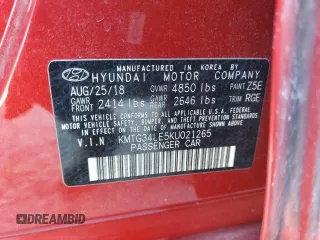 MANUFACTURED IN KOREA BY
HYUNDAI MOTOR COMPANY
AUG/25/18 GVWR 4850 lbs PAINT Z5E
GAWR FRONT 2414 lbs GAWR REAR 2646 lbs TRIM RGE
THIS VEHICLE CONFORMS TO ALL APPLICABLE U.S. FEDERAL
MOTOR VEHICLE SAFETY, BUMPER, AND THEFT
PREVENTION STANDARDS IN EFFECT ON THE DATE OF
MANUFACTURE SHOWN ABOVE.
V.I.N. KMTG34LE5KU021265
PASSENGER CAR
DREAMBID